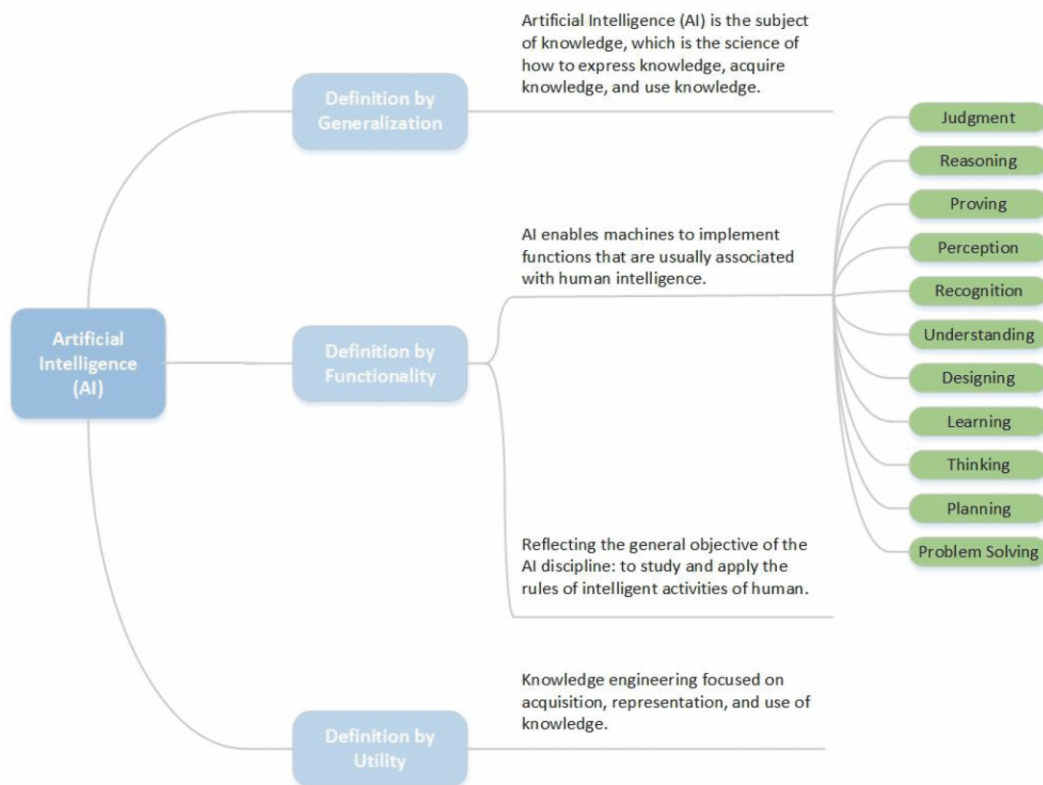 Artificial Intelligence (AI)is the subject
of knowledge, which is the science of
how to express knowledge, acquire
knowledge, and use knowledge.
Definition by
Generalization
Judgment
Reasoning
Proving
Perception
Recognition
Understanding
Designing
Learning
Thinking
Planning
Problem Solving
AI enables machines to implement
functions that are usually associated
with human intelligence.
Artificial
Intelligence
(AI)
Definition by
Functionality
Reflecting the general objective of the
AI discipline: to study and apply the
rules of intelligent activities of human.
Knowledge engineering focused on
acquisition, representation, and use of
knowledge.
Definition by
Utility